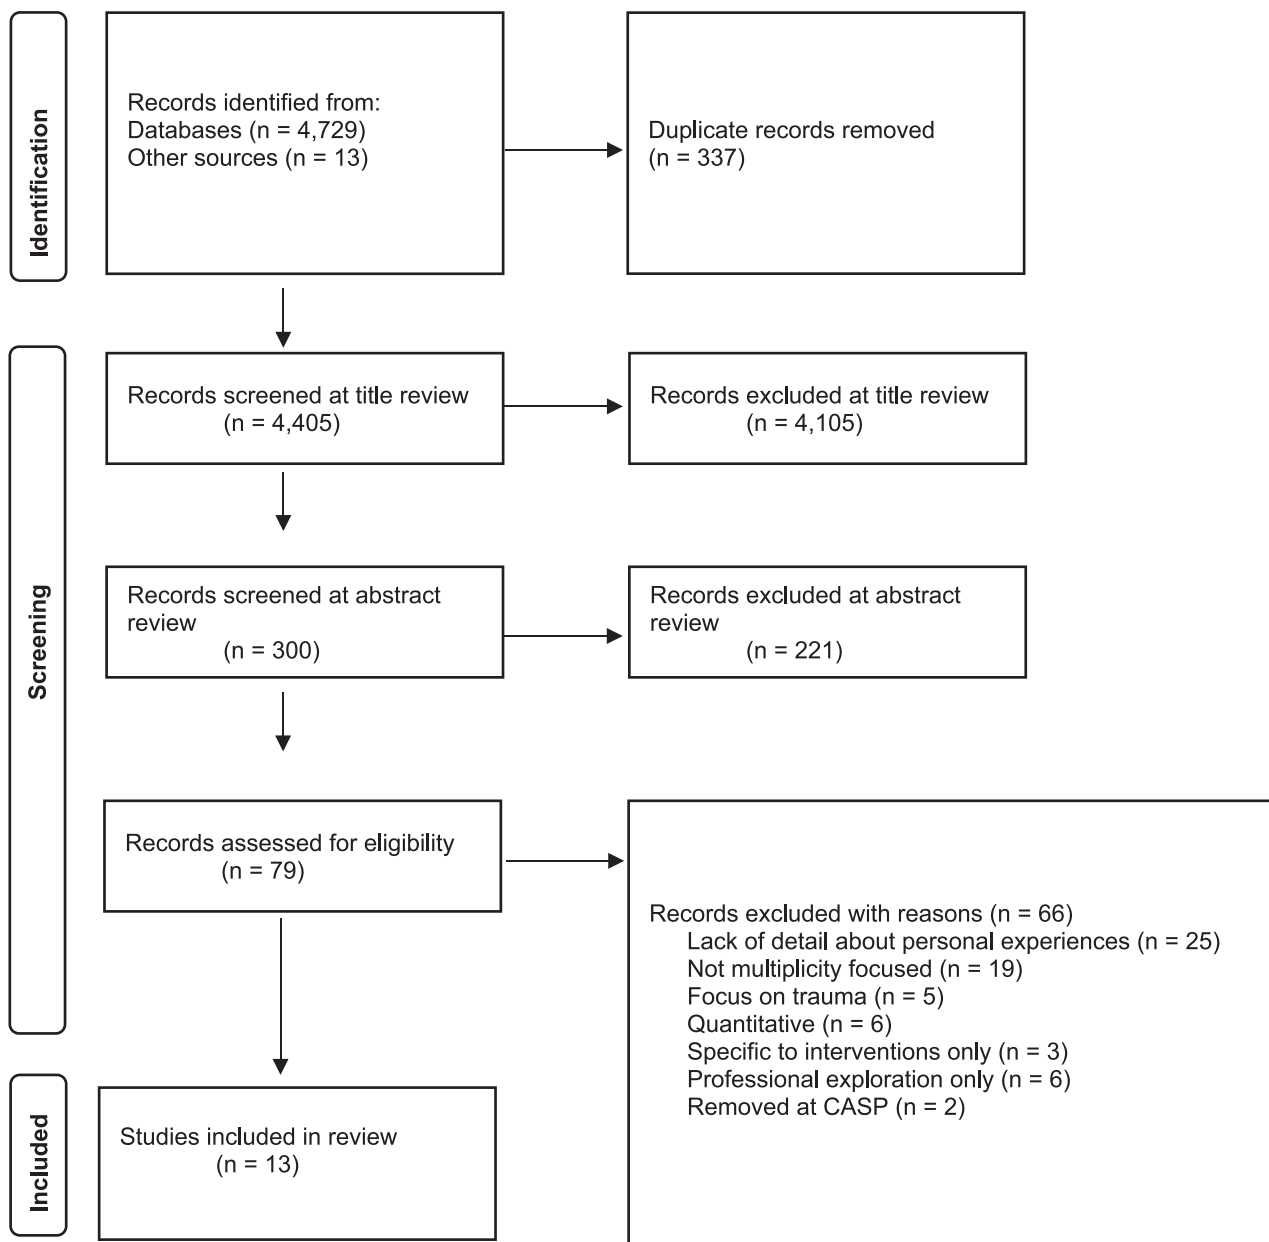 Identification
Records identified from:
Databases (n = 4,729)
Other sources (n = 13)
Duplicate records removed
(n = 337)
Screening
Records screened at title review
(n = 4,405)
Records excluded at title review
(n = 4,105)
Records screened at abstract
review
(n = 300)
Records excluded at abstract
review
(n = 221)
Records assessed for eligibility
(n = 79)
Records excluded with reasons (n = 66)
Lack of detail about personal experiences (n = 25)
Not multiplicity focused (n = 19)
Focus on trauma (n = 5)
Quantitative (n = 6)
Specific to interventions only (n = 3)
Professional exploration only (n = 6)
Removed at CASP (n = 2)
Included
Studies included in review
(n = 13)